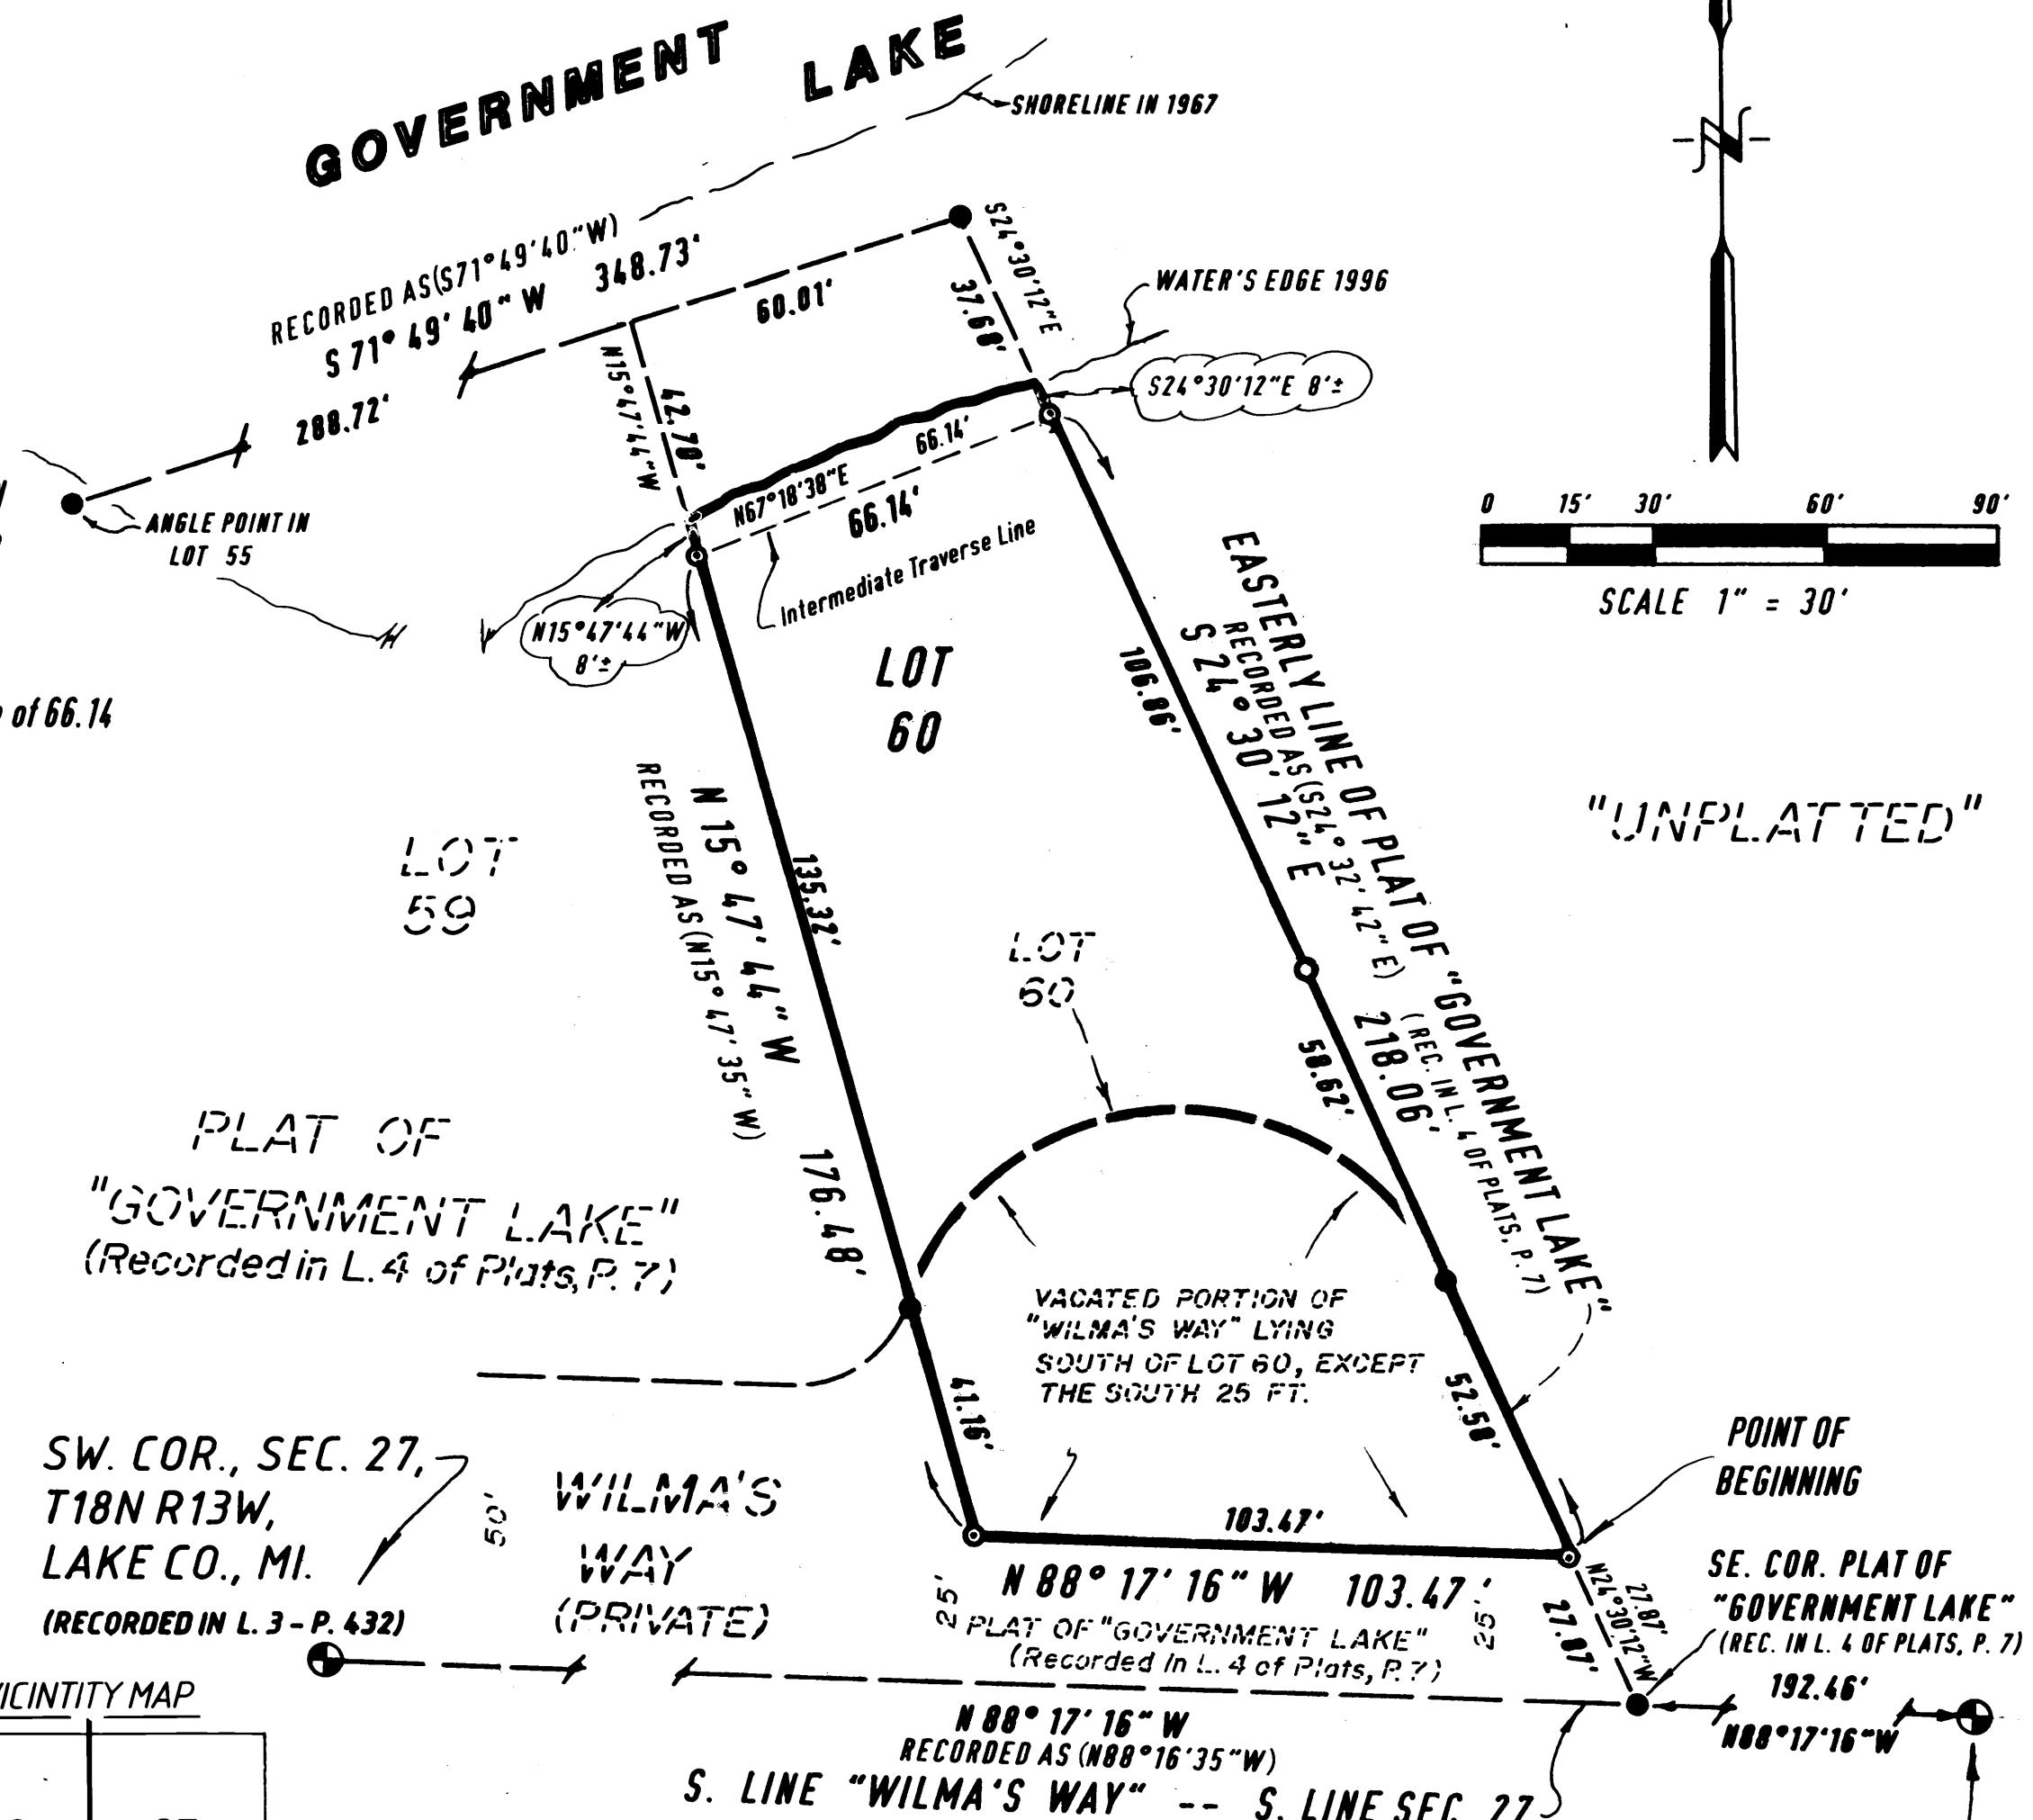 GOVERNMENT LAKE
SHORELINE IN 1967
N
RECORDED AS (S71°49'40"W)
S 71° 49' 40" W 348.73'
60.01'
288.72'
S24°30'12"E
37.68'
WATER'S EDGE 1996
S24°30'12"E 8'±
N15°47'44"W
42.70'
66.14'
N67°18'38"E
66.14'
Intermediate Traverse Line
ANGLE POINT IN
LOT 55
N15°47'44"W
8'±
0 15' 30' 60' 90'
SCALE 1" = 30'
of 66.14
LOT
60
EASTERLY LINE OF PLAT OF "GOVERNMENT LAKE"
RECORDED AS (S24°32'42"E) (REC. IN L. 4 OF PLATS, P. 7)
S 24° 30' 12" E 218.06'
106.86'
58.62'
52.58'
"UNPLATTED"
LOT
59
N 15° 47' 44" W 176.48'
RECORDED AS (N15° 47' 35" W)
135.32'
41.16'
LOT
60
PLAT OF
"GOVERNMENT LAKE"
(Recorded in L. 4 of Plats, P. 7)
VACATED PORTION OF
"WILMA'S WAY" LYING
SOUTH OF LOT 60, EXCEPT
THE SOUTH 25 FT.
POINT OF
BEGINNING
SW. COR., SEC. 27,
T18N R13W,
LAKE CO., MI.
(RECORDED IN L. 3 - P. 432)
50'
WILMA'S
WAY
(PRIVATE)
103.47'
N 88° 17' 16" W 103.47'
25'
25'
PLAT OF "GOVERNMENT LAKE"
(Recorded in L. 4 of Plats, P. 7)
27.87'
N24°30'12"W
27.87'
SE. COR. PLAT OF
"GOVERNMENT LAKE"
(REC. IN L. 4 OF PLATS, P. 7)
192.46'
N88°17'16"W
N 88° 17' 16" W
RECORDED AS (N88°16'35"W)
S. LINE "WILMA'S WAY" -- S. LINE SEC. 27
VICINTITY MAP